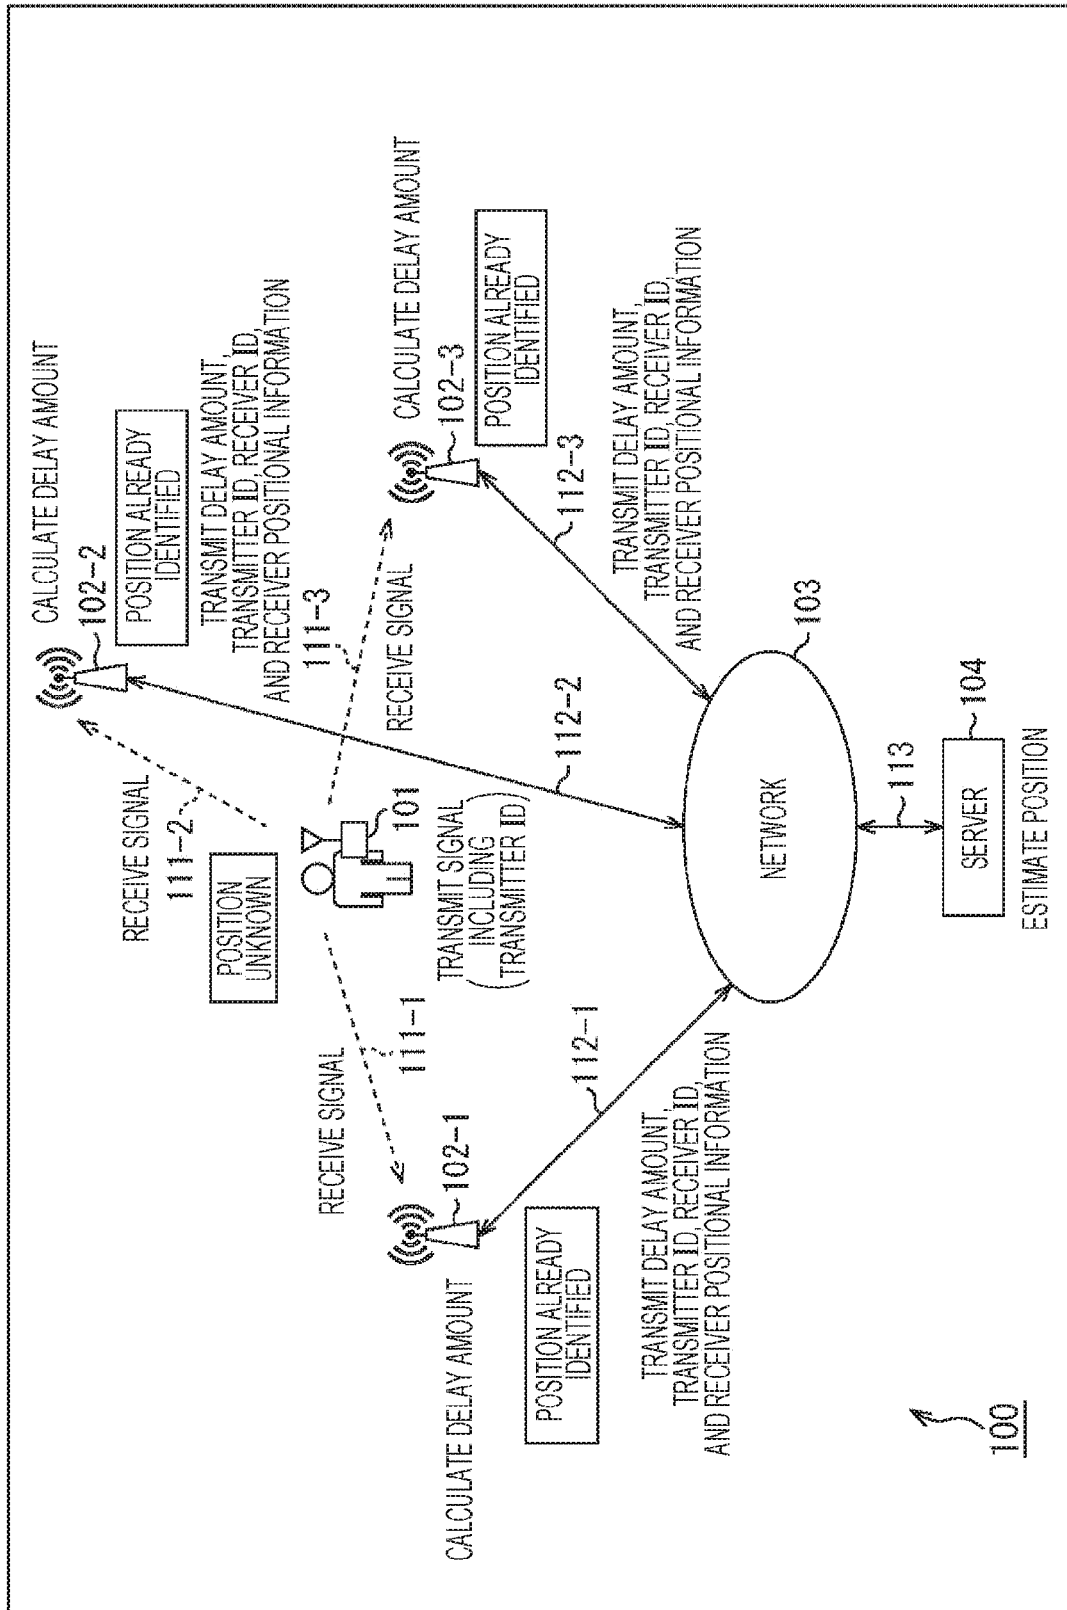 CALCULATE DELAY AMOUNT
102-2
POSITION ALREADY
IDENTIFIED
TRANSMIT DELAY AMOUNT,
TRANSMITTER ID, RECEIVER ID,
AND RECEIVER POSITIONAL INFORMATION
RECEIVE SIGNAL
111-2
POSITION
UNKNOWN
101
TRANSMIT SIGNAL
INCLUDING
TRANSMITTER ID
RECEIVE SIGNAL
111-1
111-3
RECEIVE SIGNAL
CALCULATE DELAY AMOUNT
102-1
POSITION ALREADY
IDENTIFIED
CALCULATE DELAY AMOUNT
102-3
POSITION ALREADY
IDENTIFIED
112-1
TRANSMIT DELAY AMOUNT,
TRANSMITTER ID, RECEIVER ID,
AND RECEIVER POSITIONAL INFORMATION
112-2
112-3
TRANSMIT DELAY AMOUNT,
TRANSMITTER ID, RECEIVER ID,
AND RECEIVER POSITIONAL INFORMATION
NETWORK
103
113
SERVER
104
ESTIMATE POSITION
100